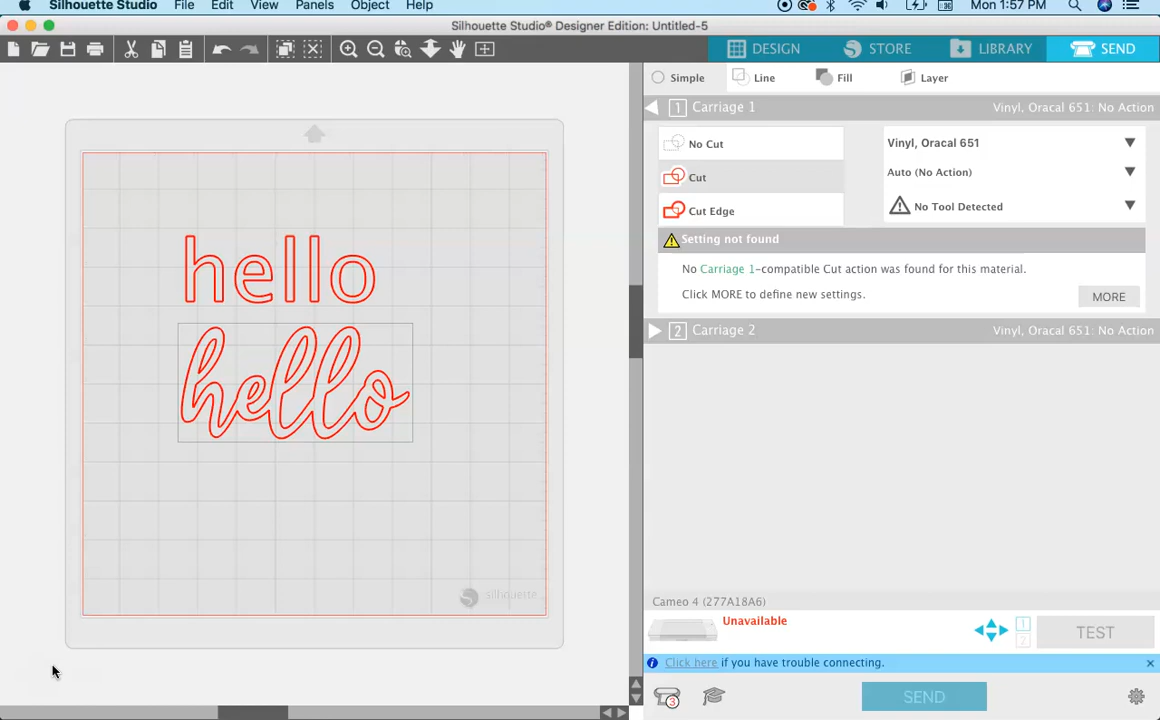 Silhouette Studio File Edit View Panels Object Help Mon 1:57 PM
Silhouette Studio® Designer Edition: Untitled-5
DESIGN STORE LIBRARY SEND
Simple Line Fill Layer
1 Carriage 1 Vinyl, Oracal 651: No Action
No Cut
Cut
Cut Edge
Vinyl, Oracal 651
Auto (No Action)
No Tool Detected
Setting not found
No Carriage 1-compatible Cut action was found for this material.
Click MORE to define new settings.
MORE
2 Carriage 2 Vinyl, Oracal 651: No Action
hello
hello
silhouette
Cameo 4 (277A18A6)
Unavailable
1
2
TEST
Click here if you have trouble connecting.
3
SEND